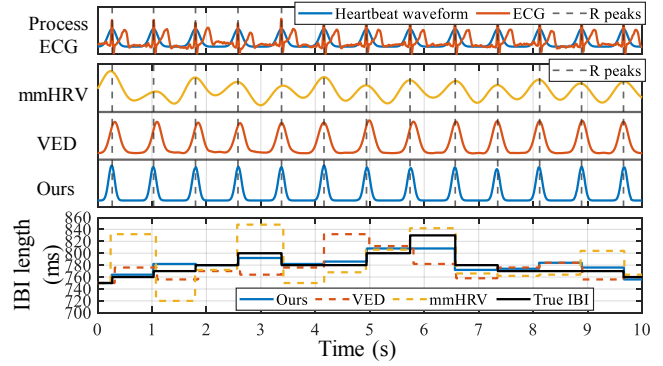 Process ECG
Heartbeat waveform ECG R peaks
mmHRV
R peaks
VED
Ours
IBI length (ms)
860
840
820
800
780
760
740
720
700
Ours VED mmHRV True IBI
0 1 2 3 4 5 6 7 8 9 10
Time (s)